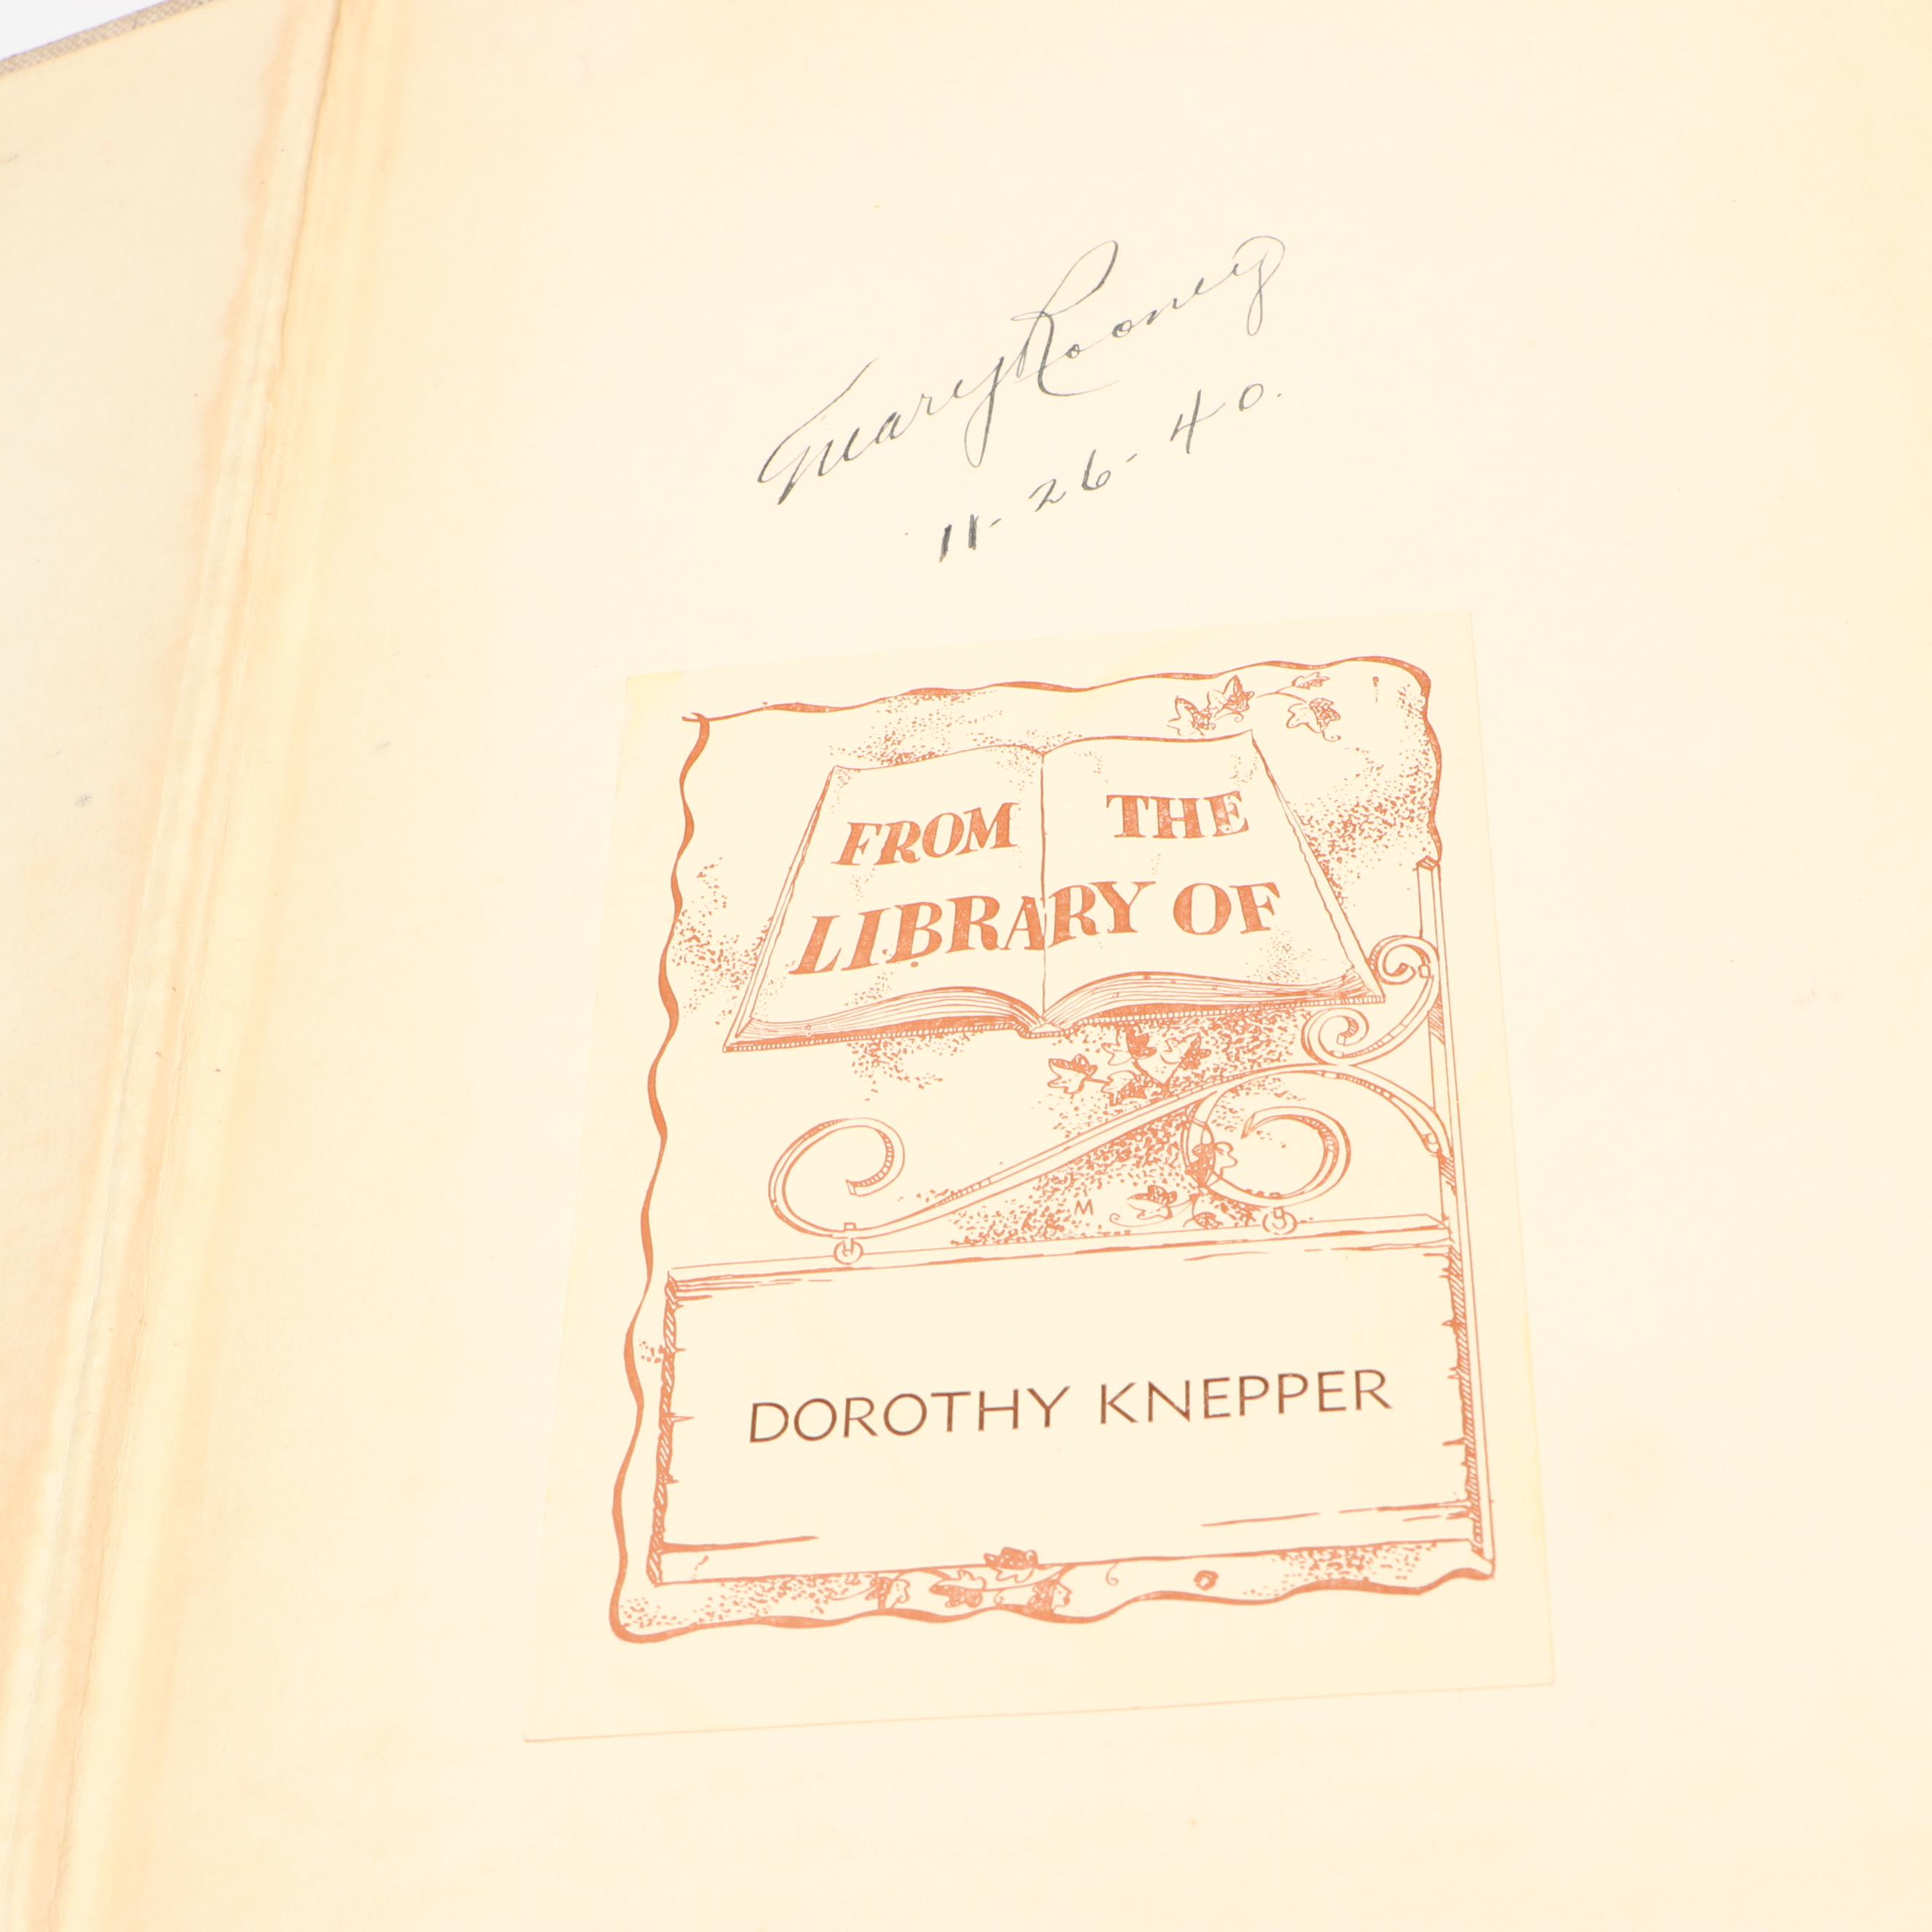 Mary Rooney
11-26-40.
FROM THE
LIBRARY OF
M
DOROTHY KNEPPER